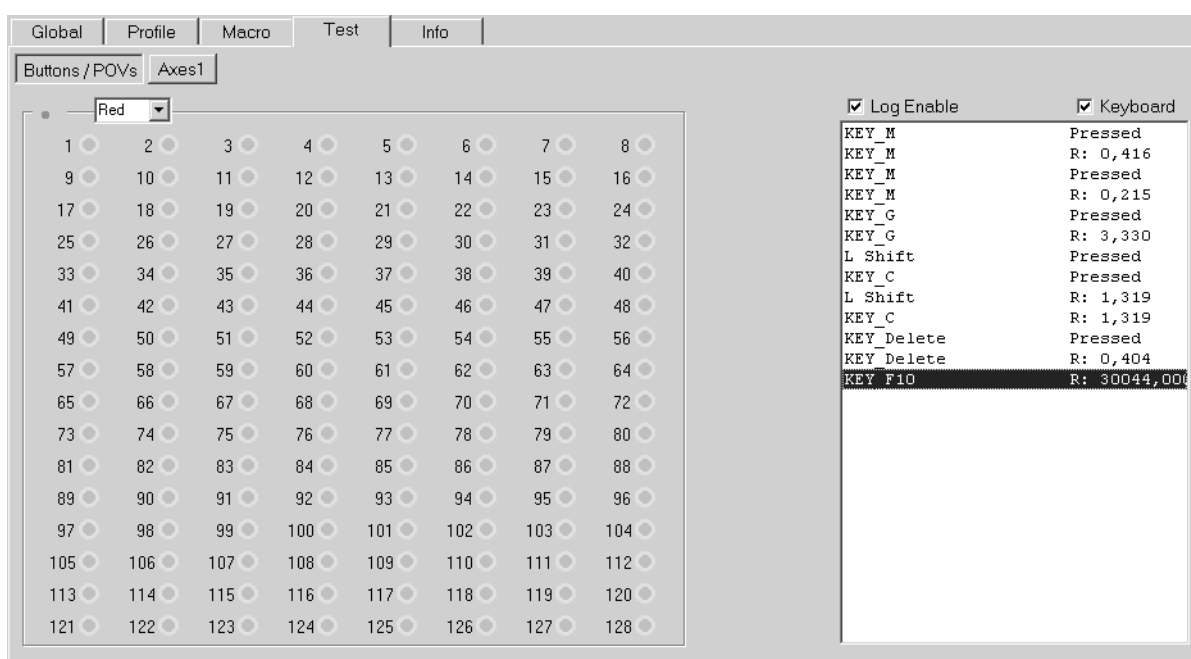 Global Profile Macro Test Info
Buttons / POVs Axes1
Red
1 2 3 4 5 6 7 8
9 10 11 12 13 14 15 16
17 18 19 20 21 22 23 24
25 26 27 28 29 30 31 32
33 34 35 36 37 38 39 40
41 42 43 44 45 46 47 48
49 50 51 52 53 54 55 56
57 58 59 60 61 62 63 64
65 66 67 68 69 70 71 72
73 74 75 76 77 78 79 80
81 82 83 84 85 86 87 88
89 90 91 92 93 94 95 96
97 98 99 100 101 102 103 104
105 106 107 108 109 110 111 112
113 114 115 116 117 118 119 120
121 122 123 124 125 126 127 128
Log Enable Keyboard
KEY_M Pressed
KEY_M R: 0,416
KEY_M Pressed
KEY_M R: 0,215
KEY_G Pressed
KEY_G R: 3,330
L Shift Pressed
KEY_C Pressed
L Shift R: 1,319
KEY_C R: 1,319
KEY_Delete Pressed
KEY_Delete R: 0,404
KEY_F10 R: 30044,00